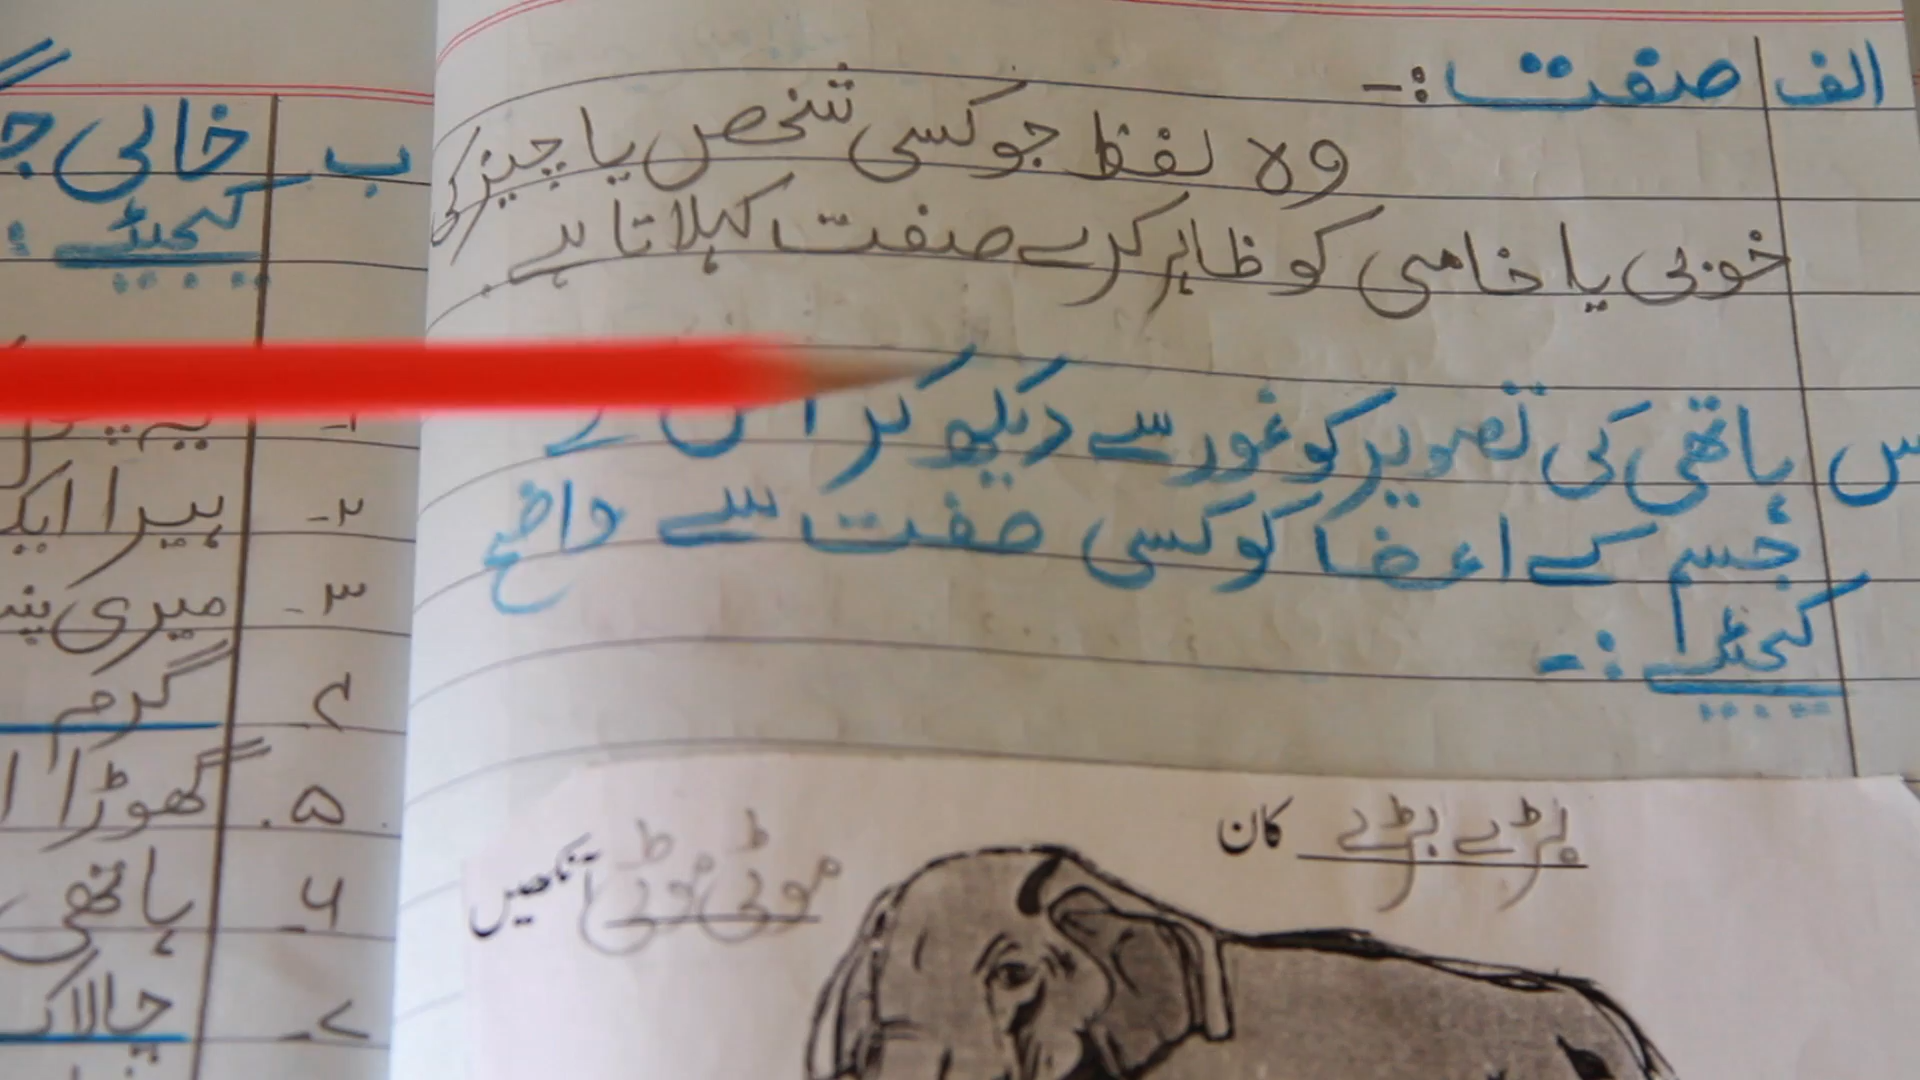 الف صفت :-
وہ لفظ جو کسی شخص یا چیز کی
خوبی یا خامی کو ظاہر کرے صفت کہلاتا ہے۔
س ہاتھی کی تصویر کو غور سے دیکھ کر اس کے
جسم کے اعضا کو کسی صفت سے واضح
کیجئے :-
بڑے بڑے کان
موٹی موٹی آنکھیں
ب خالی
کیجئے :
۲- ہیرا ایک
۳- میری
۴ گرم
۵. گھوڑا ا
۶ ہاتھی
۷ چالاک